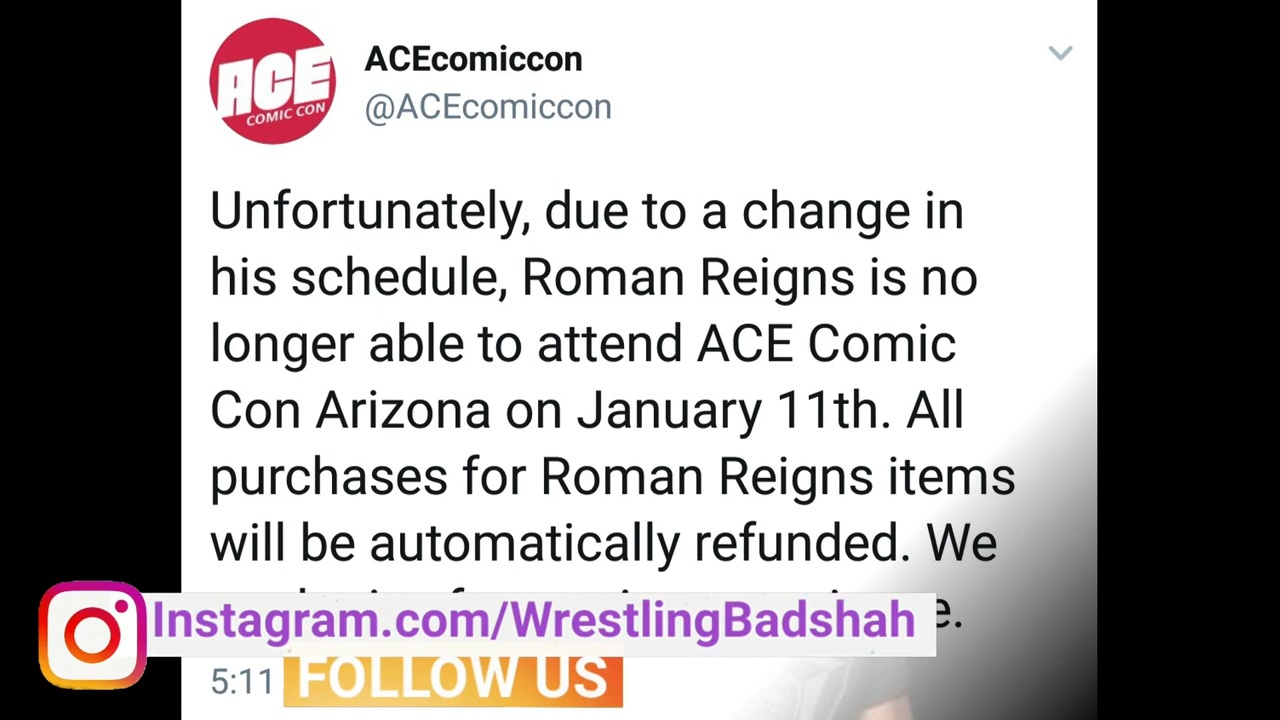 ACE
COMIC CON
ACEcomiccon
@ACEcomiccon
Unfortunately, due to a change in
his schedule, Roman Reigns is no
longer able to attend ACE Comic
Con Arizona on January 11th. All
purchases for Roman Reigns items
will be automatically refunded. We
Instagram.com/WrestlingBadshah
5:11
FOLLOW US